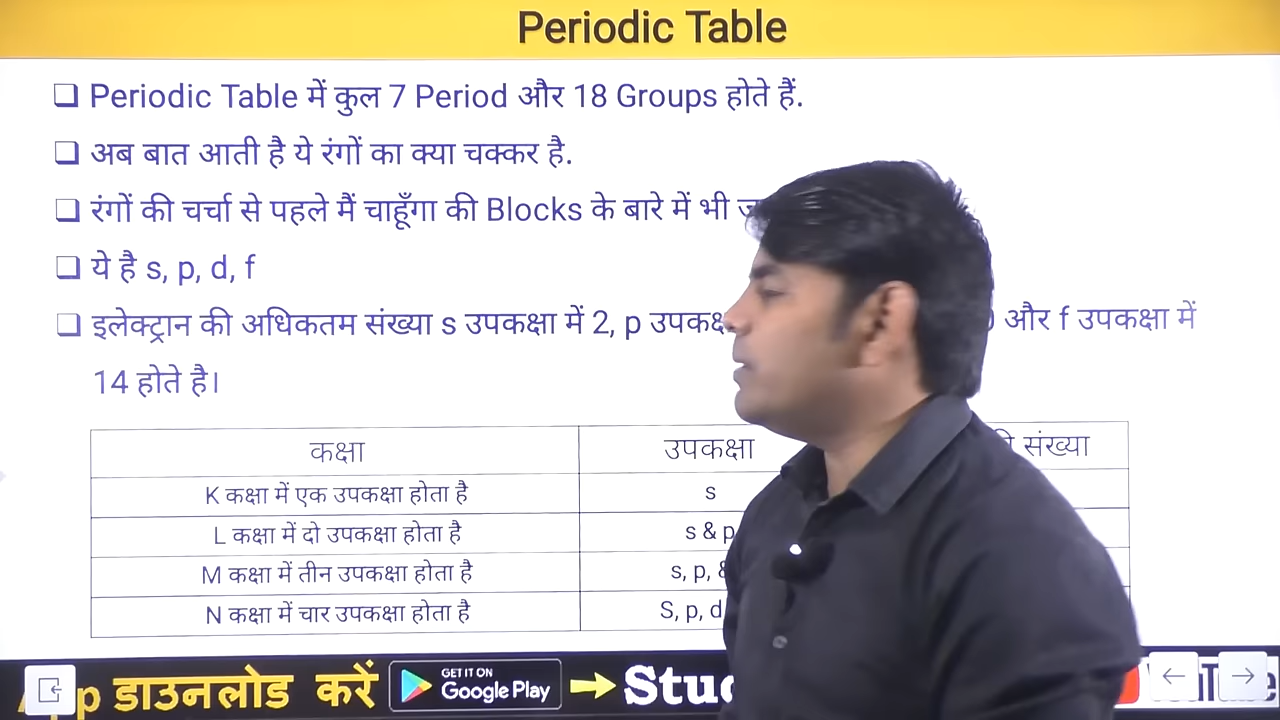 Periodic Table
❑ Periodic Table में कुल 7 Period और 18 Groups होते हैं.
❑ अब बात आती है ये रंगों का क्या चक्कर है.
❑ रंगों की चर्चा से पहले मैं चाहूँगा की Blocks के बारे में भी
❑ ये है s, p, d, f
❑ इलेक्ट्रान की अधिकतम संख्या s उपकक्षा में 2, p और f उपकक्षा में
14 होते है।
कक्षा उपकक्षा संख्या
K कक्षा में एक उपकक्षा होता है s
L कक्षा में दो उपकक्षा होता है s & p
M कक्षा में तीन उपकक्षा होता है s, p,
N कक्षा में चार उपकक्षा होता है S, p, d
डाउनलोड करें GET IT ON
Google Play